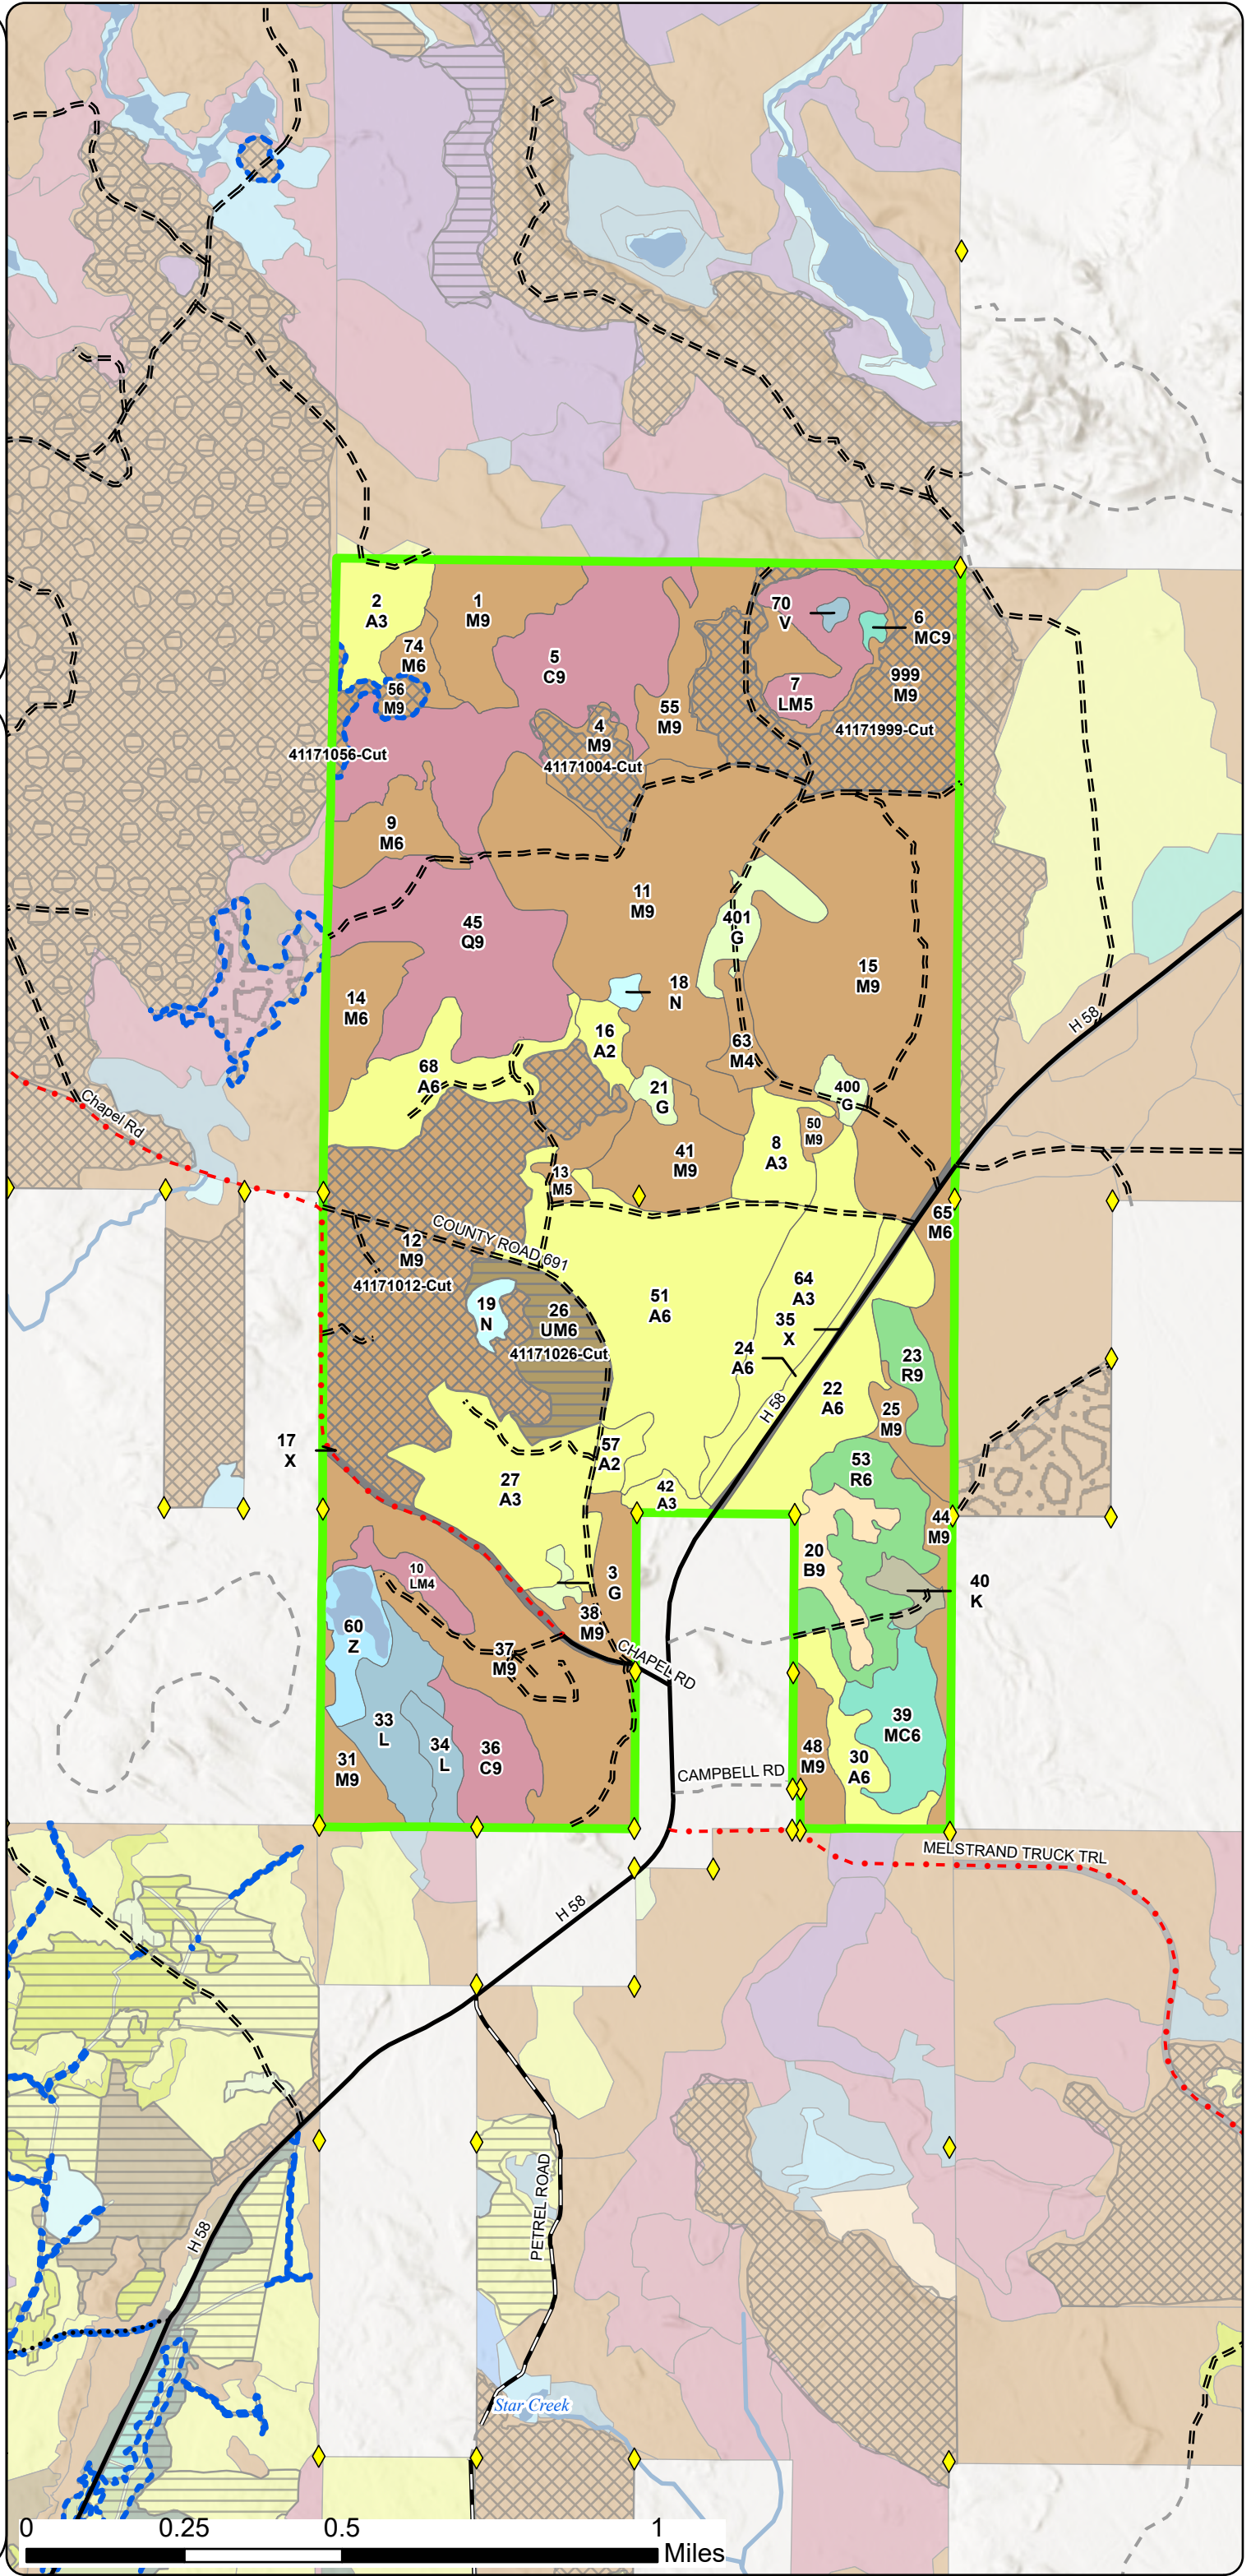 2
A3
1
M9
74
M6
56
M9
41171056-Cut
5
C9
4
M9
41171004-Cut
55
M9
70
V
6
MC9
7
LM5
999
M9
41171999-Cut
9
M6
11
M9
401
G
45
Q9
15
M9
14
M6
18
N
16
A2
63
M4
68
A6
21
G
400
G
50
M9
8
A3
41
M9
13
M5
H 58
Chapel Rd
COUNTY ROAD 691
12
M9
41171012-Cut
65
M6
19
N
26
UM6
41171026-Cut
51
A6
64
A3
35
X
24
A6
H 58
22
A6
23
R9
25
M9
17
X
57
A2
27
A3
42
A3
53
R6
44
M9
20
B9
40
K
10
LM4
3
G
38
M9
60
Z
37
M9
CHAPEL RD
33
L
34
L
36
C9
31
M9
39
MC6
48
M9
30
A6
CAMPBELL RD
MELSTRAND TRUCK TRL
H 58
PETREL ROAD
H 58
Star Creek
0 0.25 0.5 1
Miles